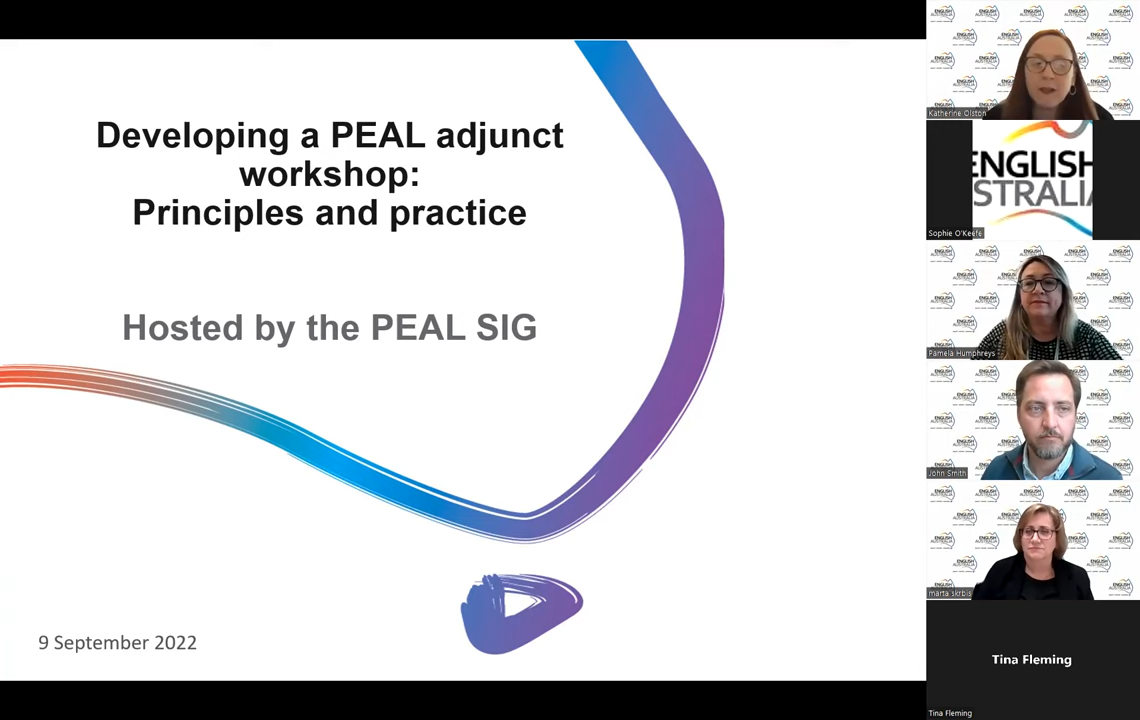 Developing a PEAL adjunct
workshop:
Principles and practice
Hosted by the PEAL SIG
9 September 2022
Katherine Olston
ENGLISH
STRALIA
Sophie O'Keefe
Pamela Humphreys
John Smith
marta skrbis
Tina Fleming
Tina Fleming